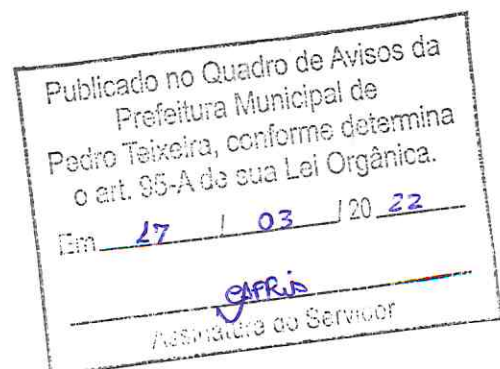 Publicado no Quadro de Avisos da
Prefeitura Municipal de
Pedro Teixeira, conforme determina
o art. 95-A de sua Lei Orgânica.
Em 17 / 03 / 20 22
Assinatura do Servidor